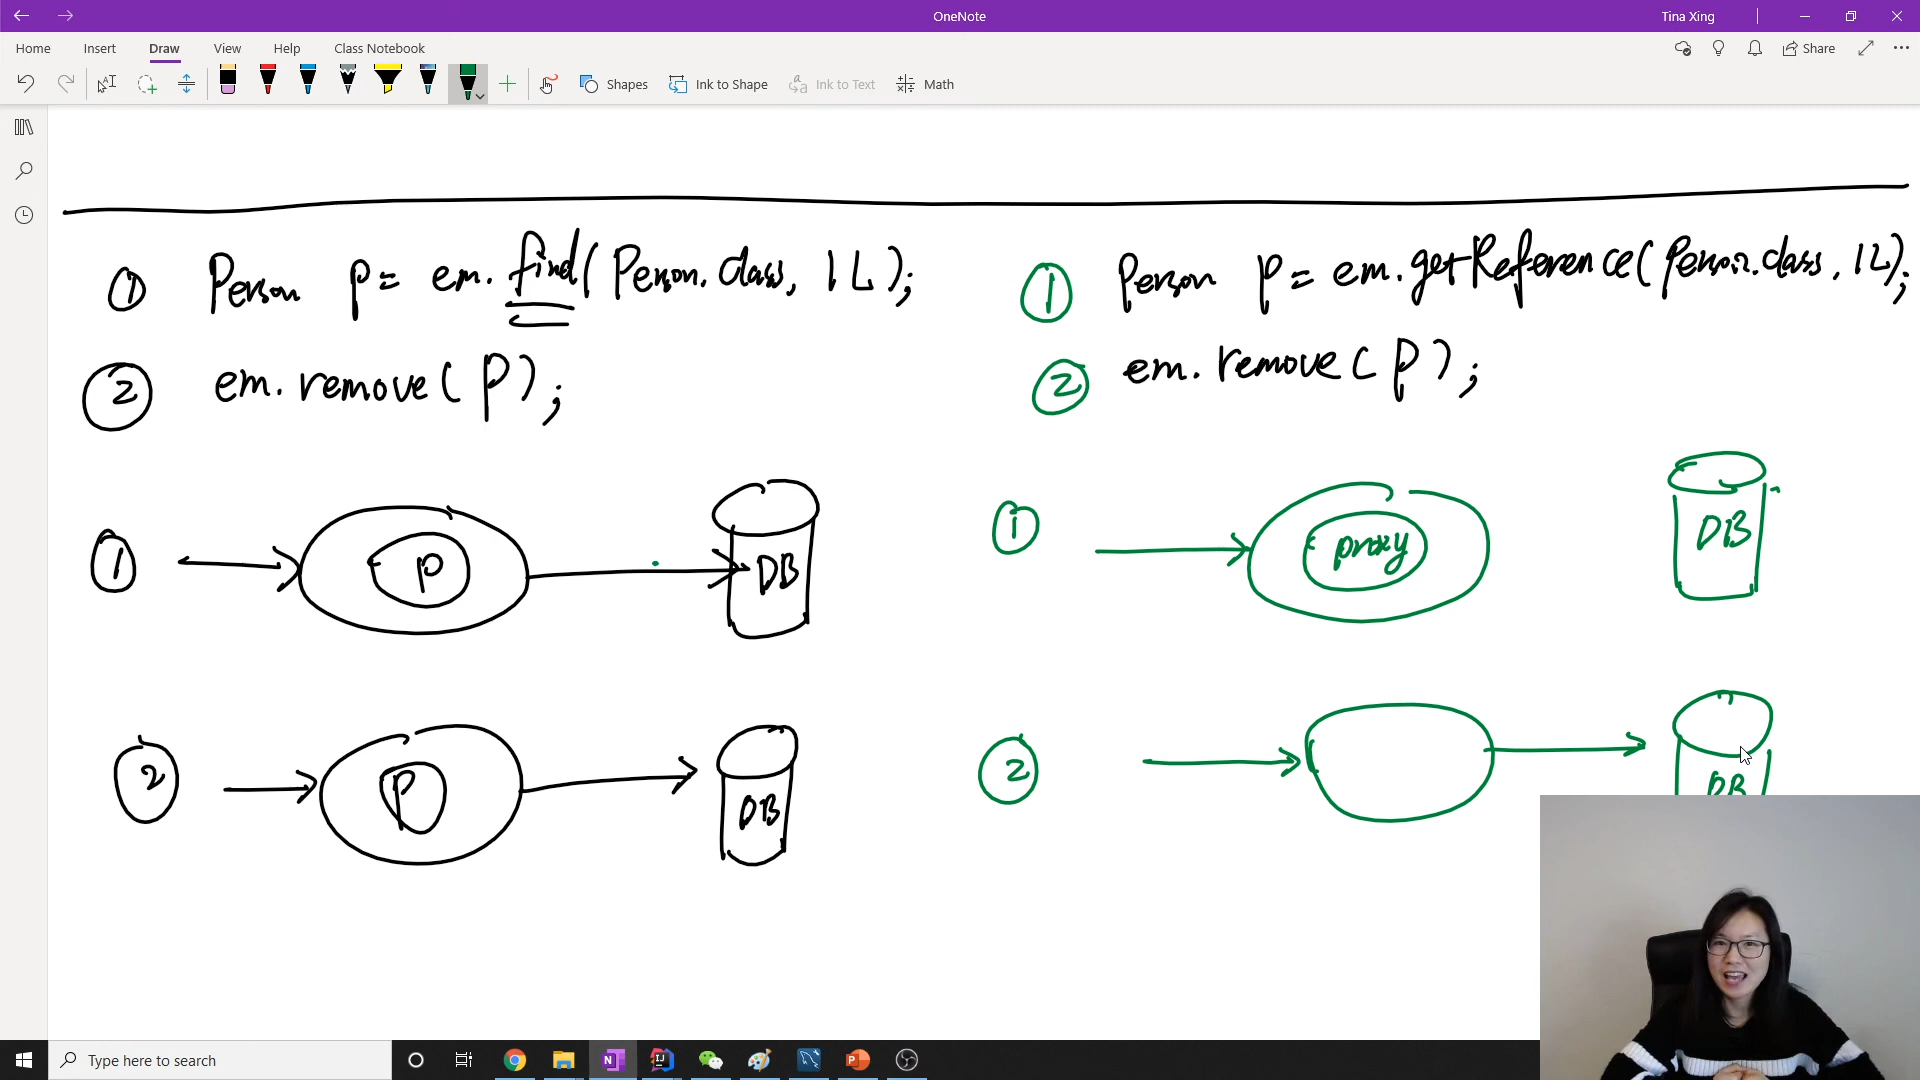 OneNote
Tina Xing
Home Insert Draw View Help Class Notebook
Share
Shapes Ink to Shape Ink to Text Math
① Person p = em.find(Person.class, 1L);
② em.remove(p);
① Person p = em.getReference(Person.class, 1L);
② em.remove(p);
① p DB
① proxy DB
② p DB
② DB
Type here to search